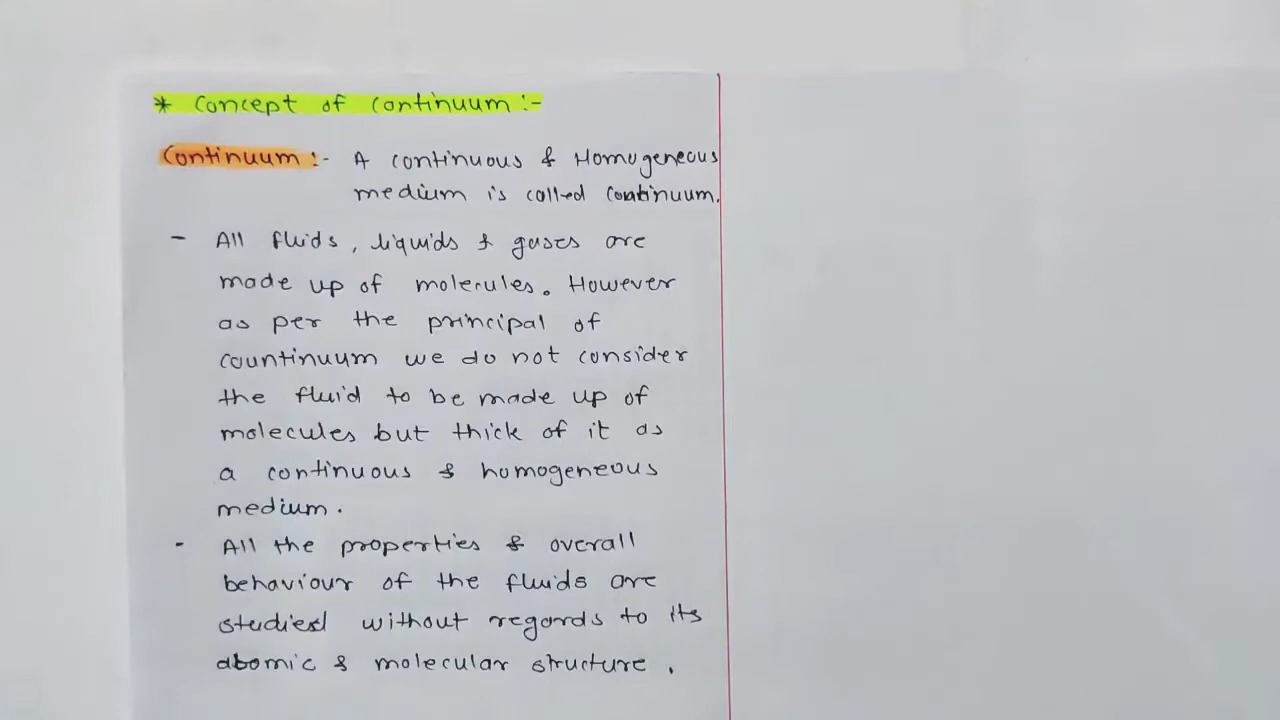 * Concept of Continuum :-
Continuum :- A continuous & Homogeneous
medium is called Continuum.
- All fluids, liquids & gases are
made up of molecules. However
as per the principal of
countinuum we do not consider
the fluid to be made up of
molecules but thick of it as
a continuous & homogeneous
medium.
- All the properties & overall
behaviour of the fluids are
studied without regards to its
atomic & molecular structure.